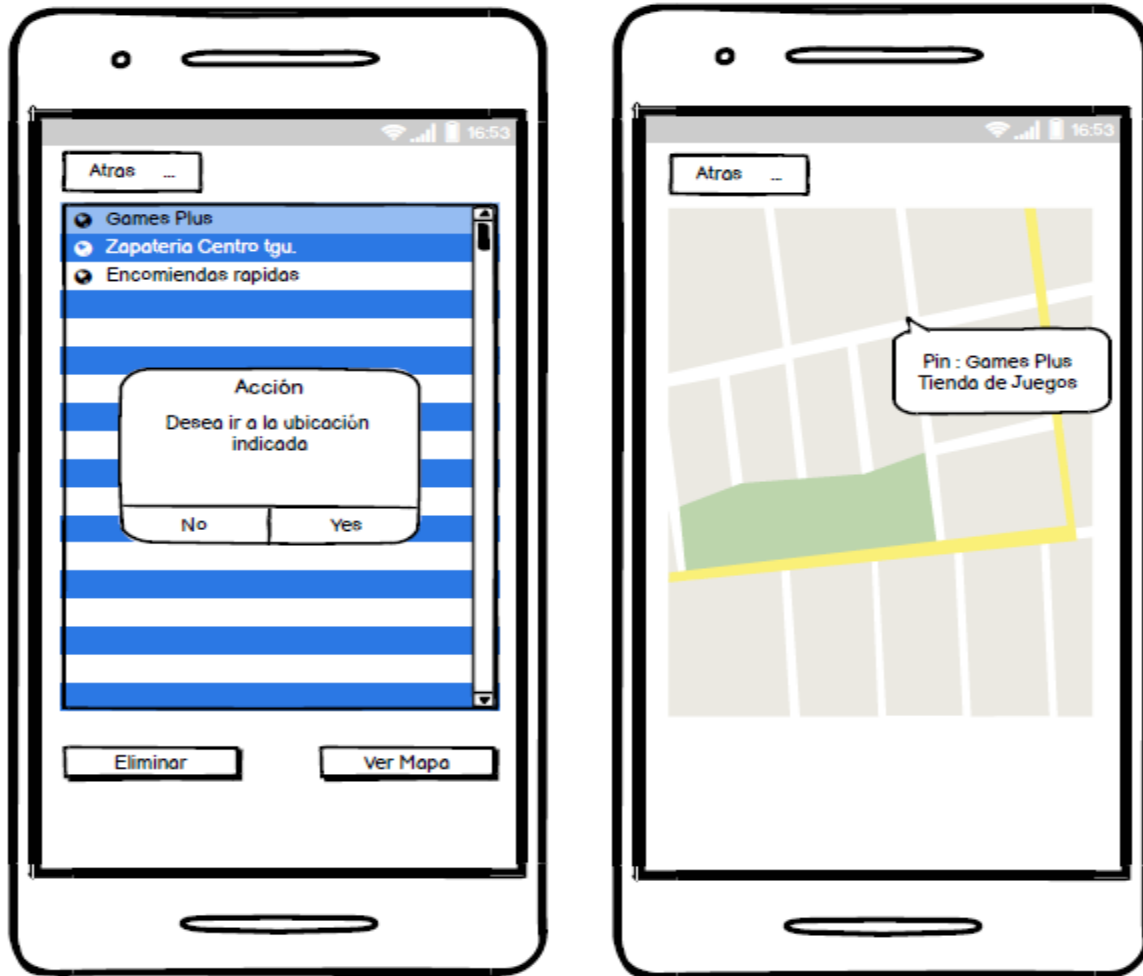 16:53
Atras ...
Games Plus
Zapateria Centro tgu.
Encomiendas rapidas
Acción
Desea ir a la ubicación
indicada
No Yes
Eliminar Ver Mapa
16:53
Atras ...
Pin : Games Plus
Tienda de Juegos